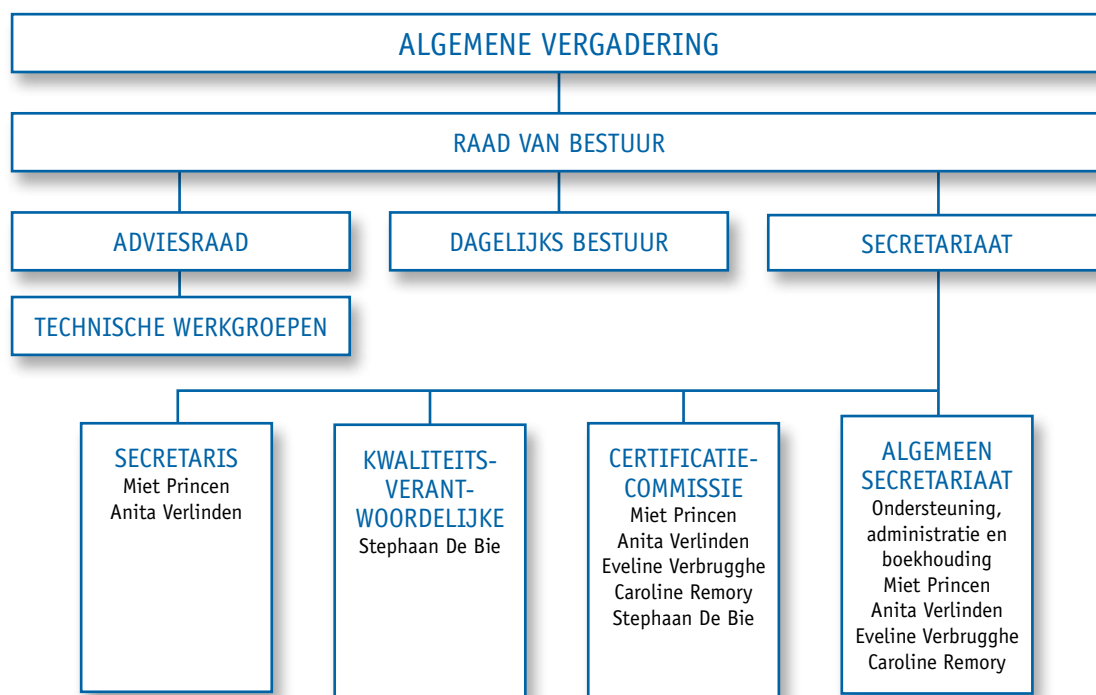 ALGEMENE VERGADERING
RAAD VAN BESTUUR
ADVIESRAAD
DAGELIJKS BESTUUR
SECRETARIAAT
TECHNISCHE WERKGROEPEN
SECRETARIS
Miet Princen
Anita Verlinden
KWALITEITS-
VERANT-
WOORDELIJKE
Stephaan De Bie
CERTIFICATIE-
COMMISSIE
Miet Princen
Anita Verlinden
Eveline Verbrugghe
Caroline Remory
Stephaan De Bie
ALGEMEEN
SECRETARIAAT
Ondersteuning,
administratie en
boekhouding
Miet Princen
Anita Verlinden
Eveline Verbrugghe
Caroline Remory